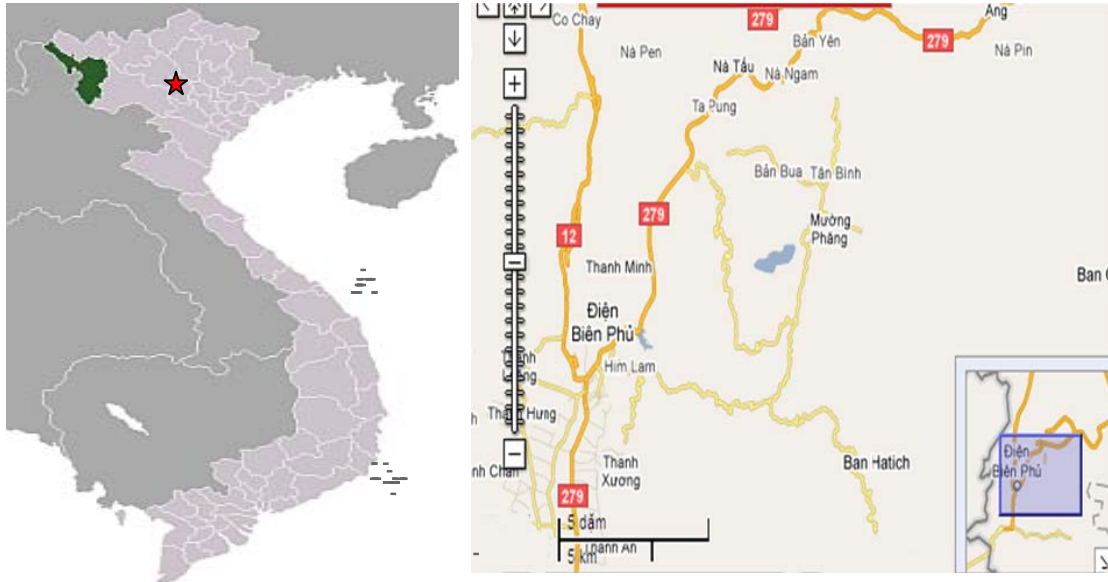 279
Ang
Co Chay
Bản Yên
279
Nà Pen
Nà Pin
Nà Tấu
Nà Ngam
Ta Pung
Bản Bua
Tân Bình
279
Mường
Phăng
12
Thanh Minh
Ban
Điện
Biên Phủ
Him Lam
Thanh Hưng
Điện
Biên Phủ
Ban Hatich
Thanh
Xương
279
5 dặm
Thanh An
5 km